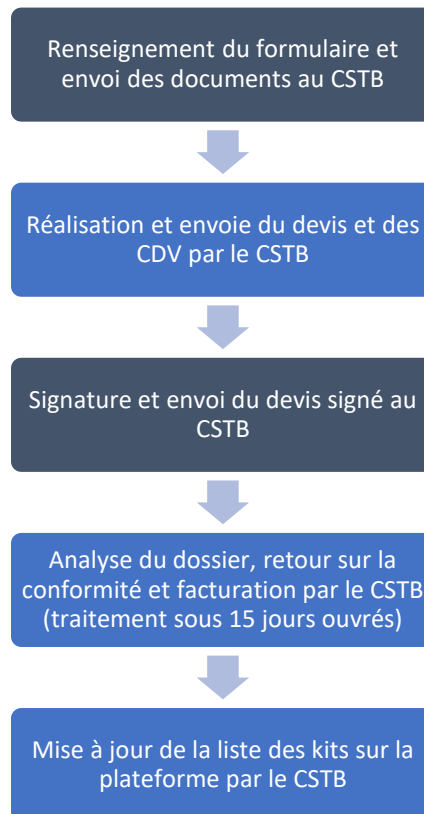 Renseignement du formulaire et
envoi des documents au CSTB
Réalisation et envoie du devis et des
CDV par le CSTB
Signature et envoi du devis signé au
CSTB
Analyse du dossier, retour sur la
conformité et facturation par le CSTB
(traitement sous 15 jours ouvrés)
Mise à jour de la liste des kits sur la
plateforme par le CSTB